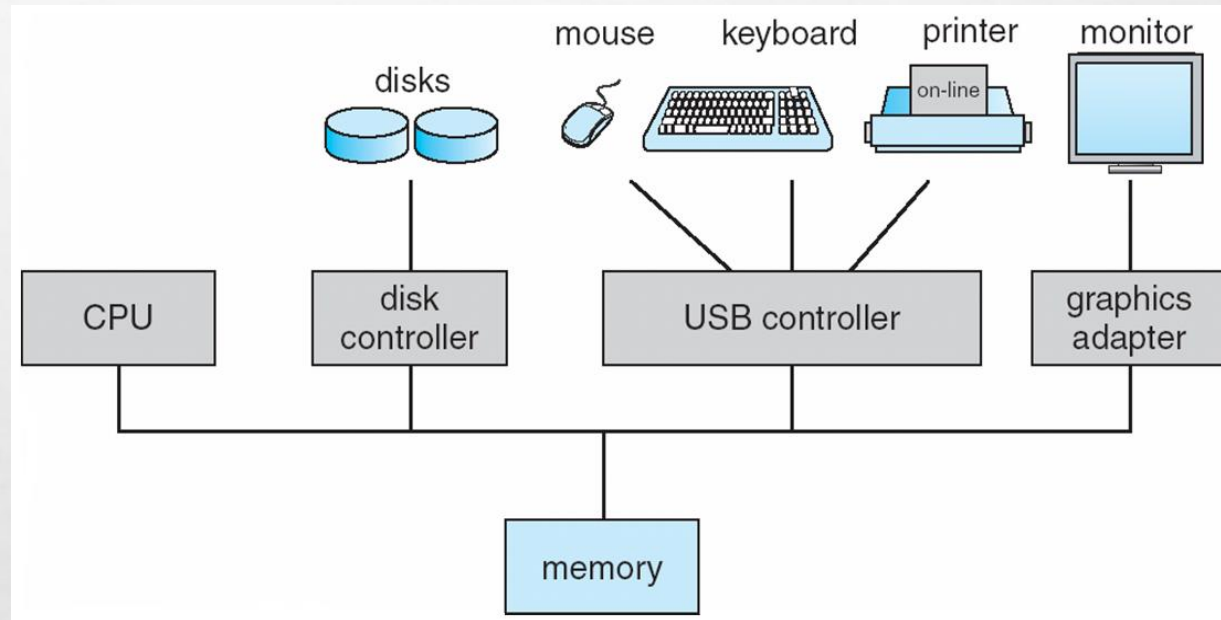 mouse keyboard printer monitor
disks
on-line
CPU
disk
controller
USB controller
graphics
adapter
memory